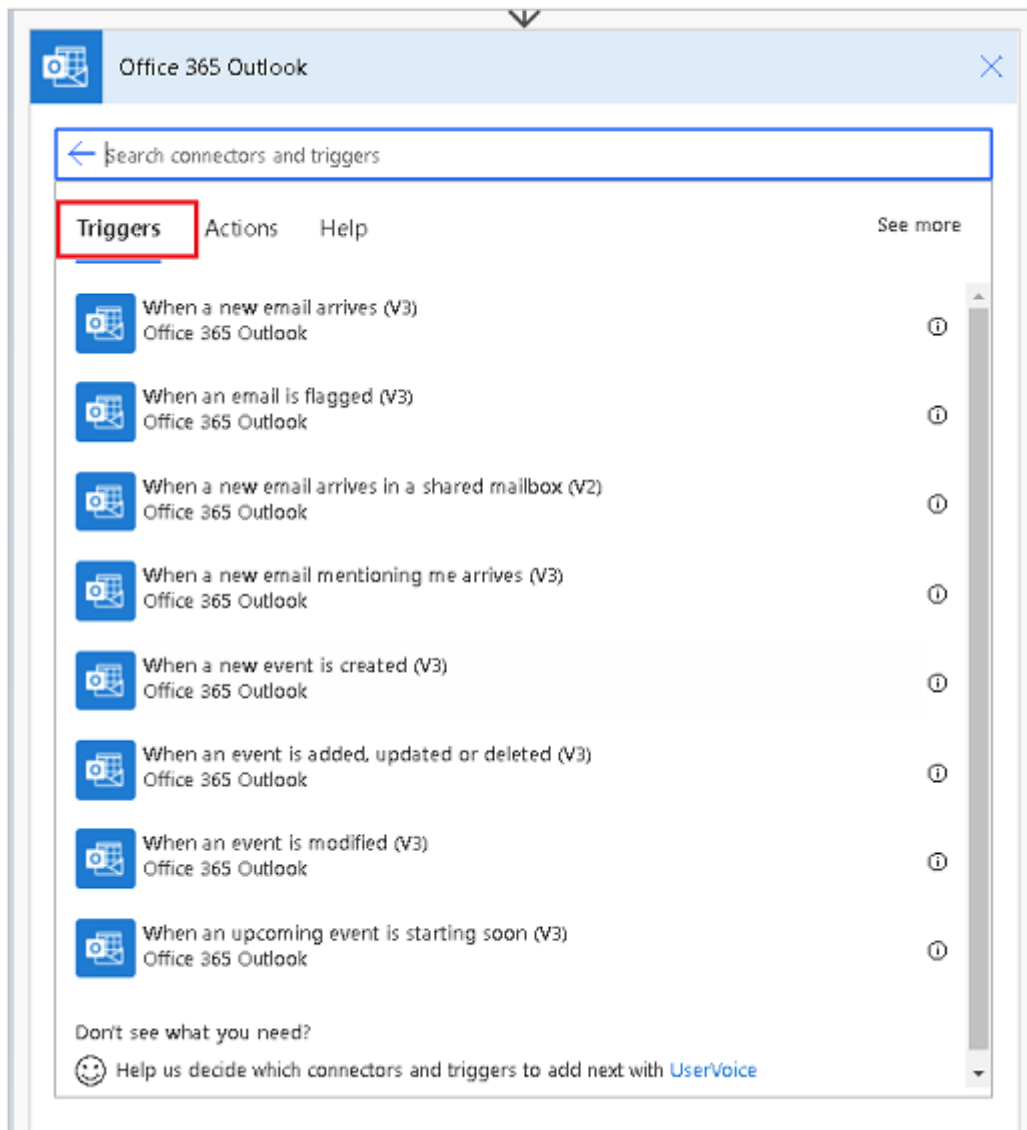 Office 365 Outlook
Search connectors and triggers
Triggers Actions Help See more
When a new email arrives (V3)
Office 365 Outlook
When an email is flagged (V3)
Office 365 Outlook
When a new email arrives in a shared mailbox (V2)
Office 365 Outlook
When a new email mentioning me arrives (V3)
Office 365 Outlook
When a new event is created (V3)
Office 365 Outlook
When an event is added, updated or deleted (V3)
Office 365 Outlook
When an event is modified (V3)
Office 365 Outlook
When an upcoming event is starting soon (V3)
Office 365 Outlook
Don't see what you need?
Help us decide which connectors and triggers to add next with UserVoice